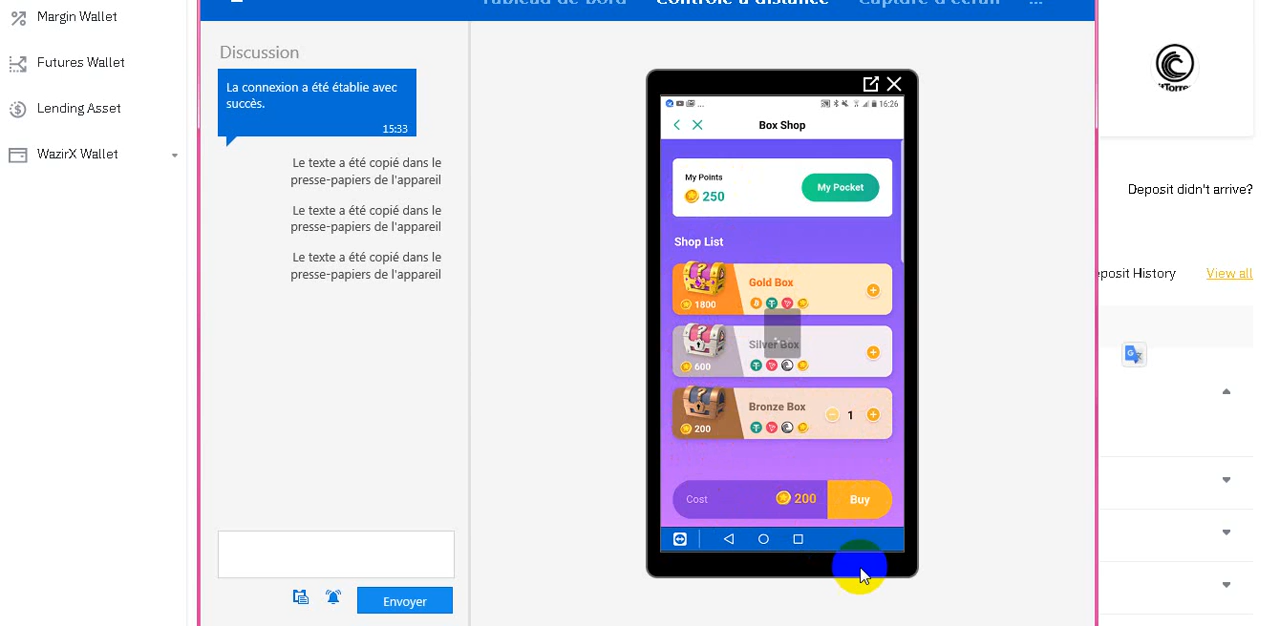 Margin Wallet
Futures Wallet
Lending Asset
WazirX Wallet
Tableau de bord
Contrôle à distance
Capture d'écran
...
Discussion
La connexion a été établie avec
succès.
15:33
Le texte a été copié dans le
presse-papiers de l'appareil
Le texte a été copié dans le
presse-papiers de l'appareil
Le texte a été copié dans le
presse-papiers de l'appareil
Envoyer
16:26
Box Shop
My Points
250
My Pocket
Shop List
Gold Box
1800
Silver Box
600
Bronze Box
1
200
Cost
200
Buy
Deposit didn't arrive?
eposit History
View all